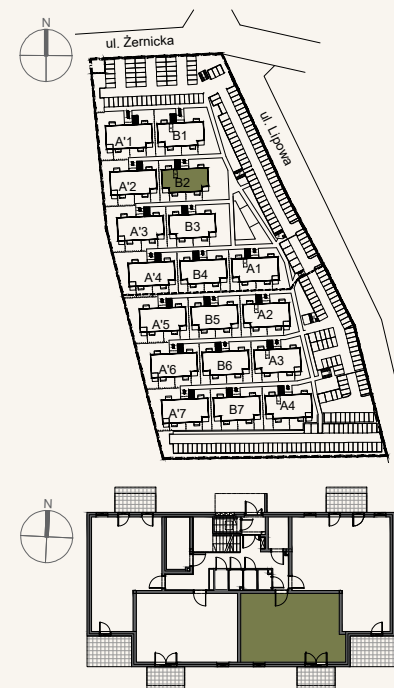 N
ul. Żernicka
ul. Lipowa
A'1 B1
A'2 B2
A'3 B3
A'4 B4 A1
A'5 B5 A2
A'6 B6 A3
A'7 B7 A4
N